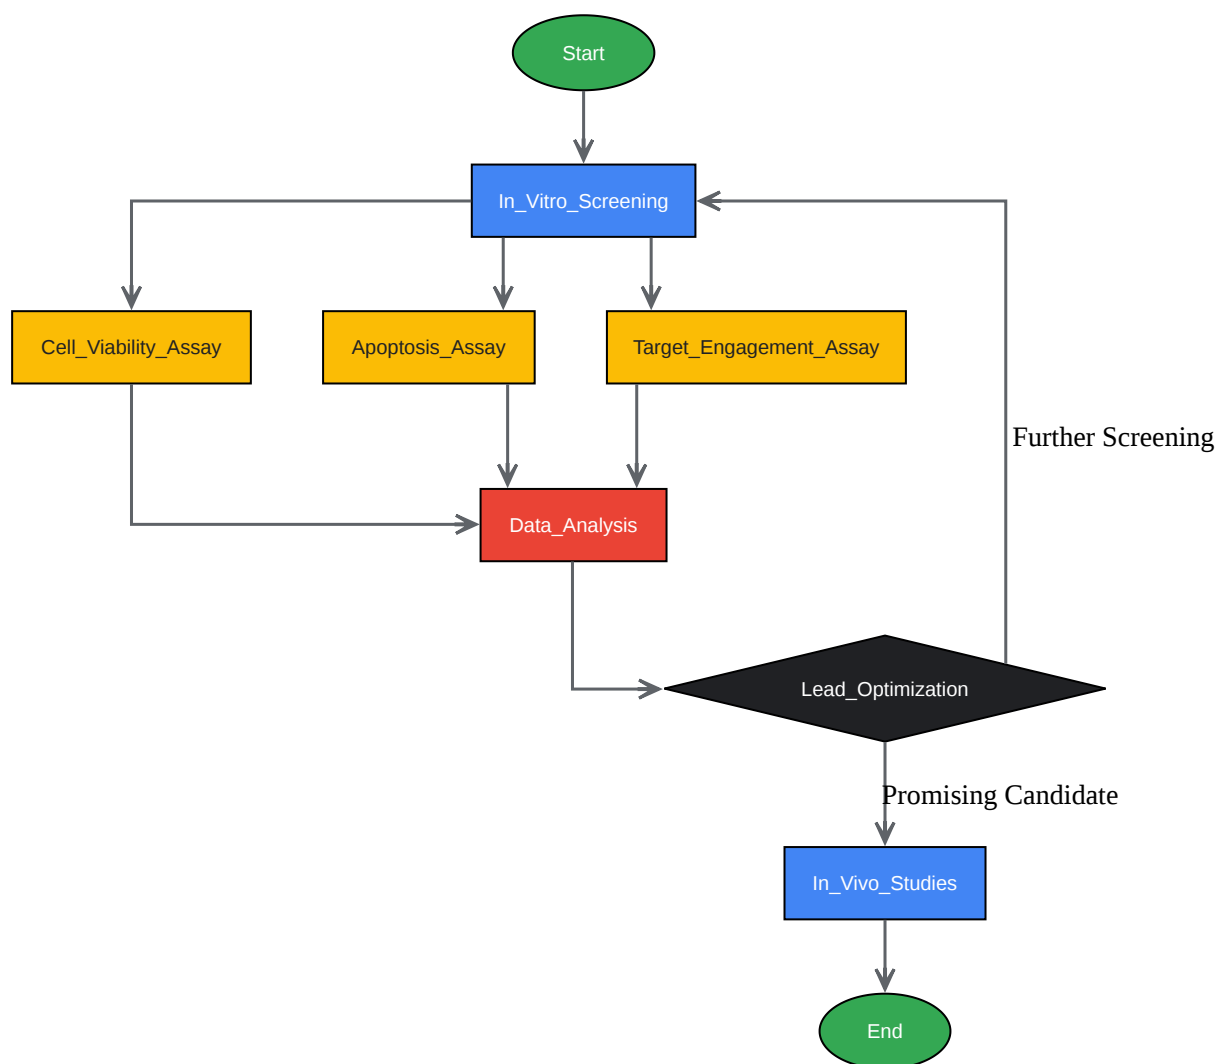 Start
In_Vitro_Screening
Cell_Viability_Assay
Apoptosis_Assay
Target_Engagement_Assay
Further Screening
Data_Analysis
Lead_Optimization
Promising Candidate
In_Vivo_Studies
End